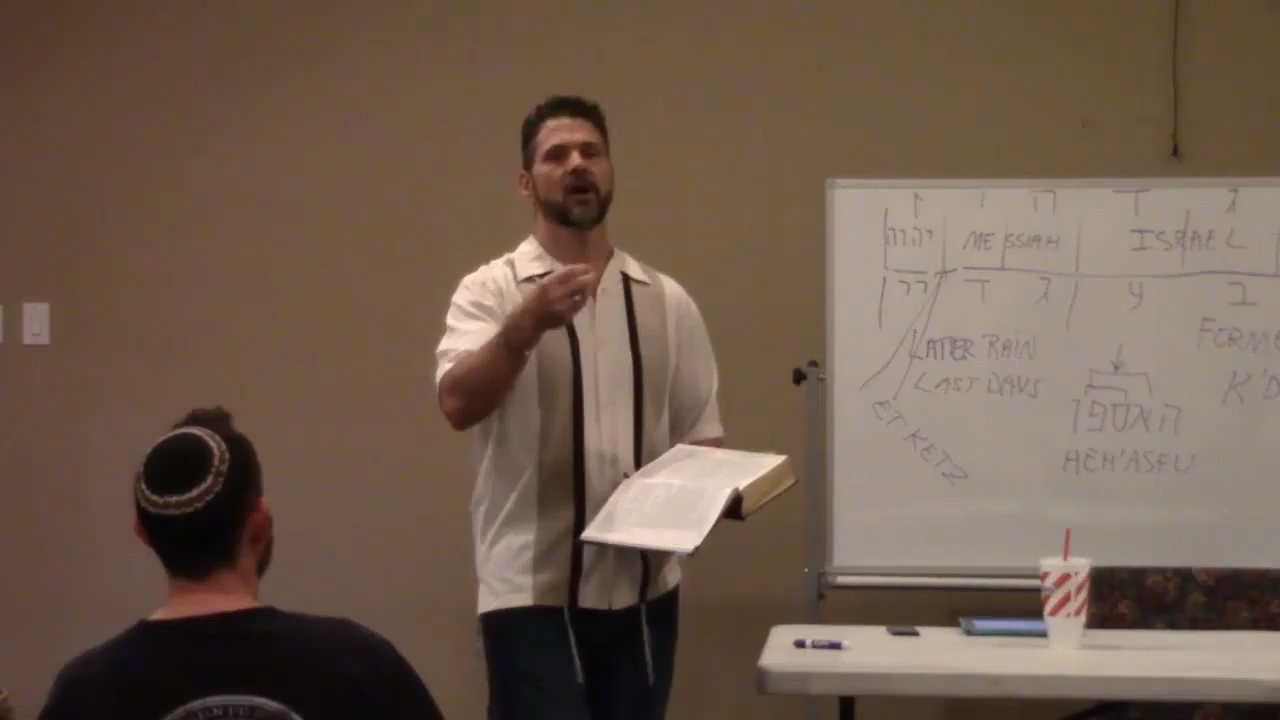 ו י ה ד ג
יהוה MESSIAH ISRAEL
ד ג ע ב
LATTER RAIN
LAST DAYS
ET KETZ
האספו
HEH'ASFU
FORME
K'D